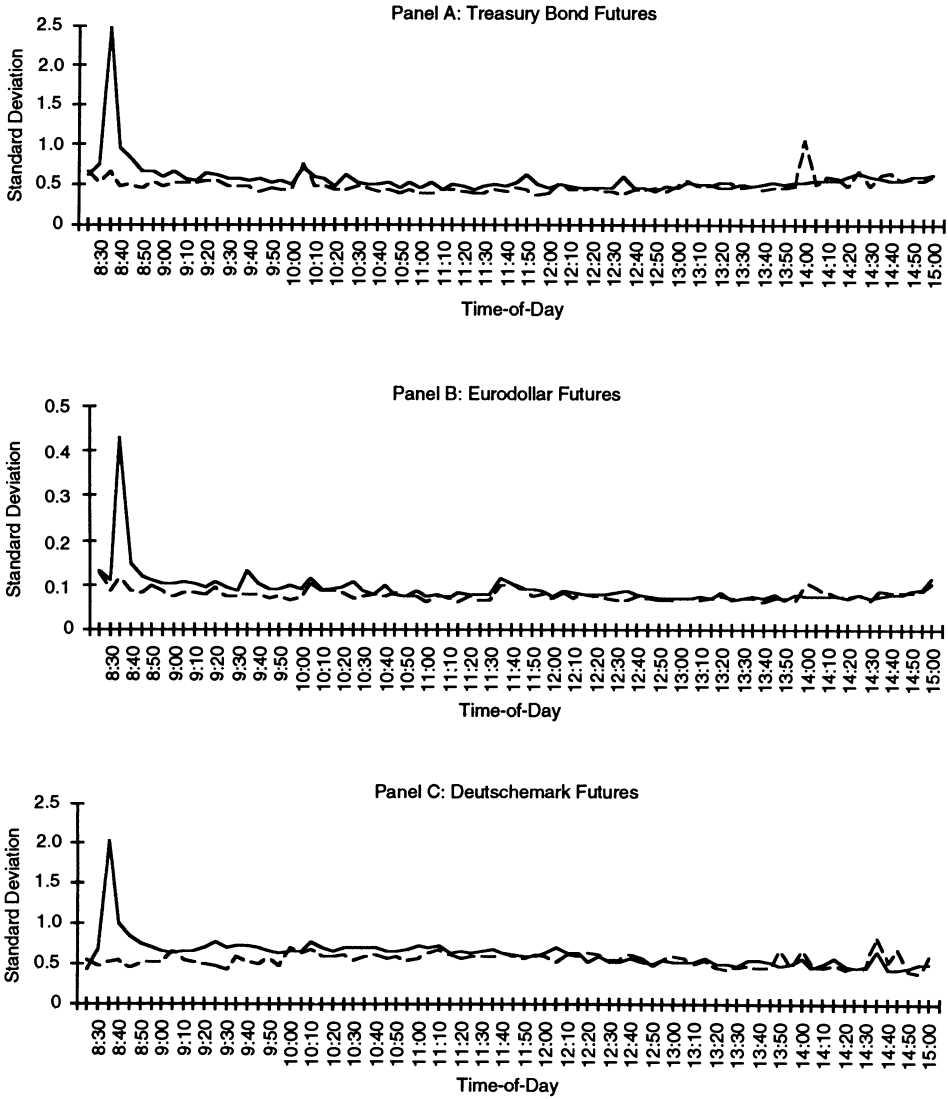 Panel A: Treasury Bond Futures
Standard Deviation
2.5
2.0
1.5
1.0
0.5
0
8:30 8:40 8:50 9:00 9:10 9:20 9:30 9:40 9:50 10:00 10:10 10:20 10:30 10:40 10:50 11:00 11:10 11:20 11:30 11:40 11:50 12:00 12:10 12:20 12:30 12:40 12:50 13:00 13:10 13:20 13:30 13:40 13:50 14:00 14:10 14:20 14:30 14:40 14:50 15:00
Time-of-Day
Panel B: Eurodollar Futures
Standard Deviation
0.5
0.4
0.3
0.2
0.1
0
8:30 8:40 8:50 9:00 9:10 9:20 9:30 9:40 9:50 10:00 10:10 10:20 10:30 10:40 10:50 11:00 11:10 11:20 11:30 11:40 11:50 12:00 12:10 12:20 12:30 12:40 12:50 13:00 13:10 13:20 13:30 13:40 13:50 14:00 14:10 14:20 14:30 14:40 14:50 15:00
Time-of-Day
Panel C: Deutschemark Futures
Standard Deviation
2.5
2.0
1.5
1.0
0.5
0
8:30 8:40 8:50 9:00 9:10 9:20 9:30 9:40 9:50 10:00 10:10 10:20 10:30 10:40 10:50 11:00 11:10 11:20 11:30 11:40 11:50 12:00 12:10 12:20 12:30 12:40 12:50 13:00 13:10 13:20 13:30 13:40 13:50 14:00 14:10 14:20 14:30 14:40 14:50 15:00
Time-of-Day